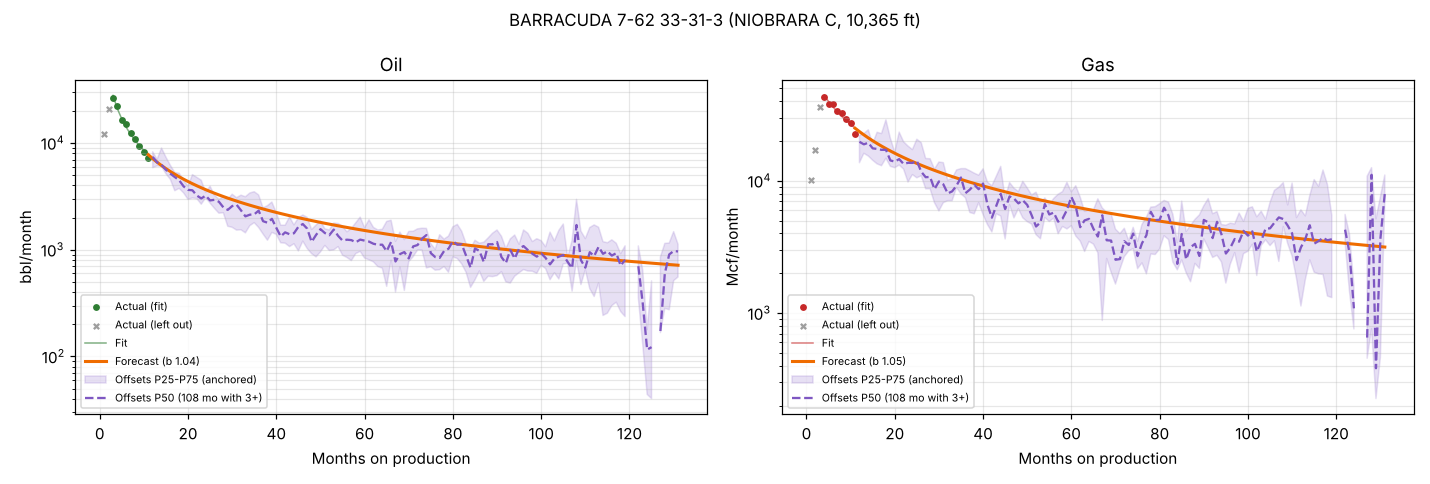 BARRACUDA 7-62 33-31-3 (NIOBRARA C, 10,365 ft)
Oil
bbl/month
10^4
10^3
10^2
Actual (fit)
Actual (left out)
Fit
Forecast (b 1.04)
Offsets P25-P75 (anchored)
Offsets P50 (108 mo with 3+)
0 20 40 60 80 100 120
Months on production
Gas
Mcf/month
10^4
10^3
Actual (fit)
Actual (left out)
Fit
Forecast (b 1.05)
Offsets P25-P75 (anchored)
Offsets P50 (108 mo with 3+)
0 20 40 60 80 100 120
Months on production